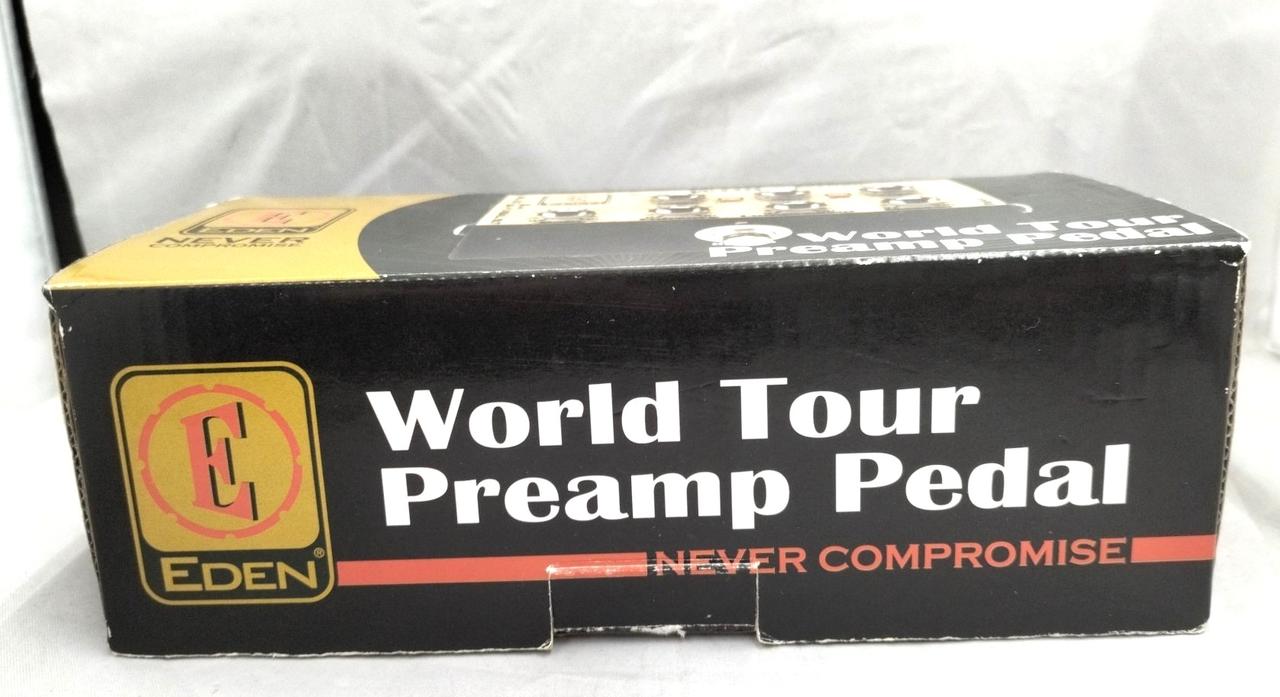 E
EDEN
NEVER
COMPROMISE
World Tour
Preamp Pedal
E
EDEN®
World Tour
Preamp Pedal
NEVER COMPROMISE